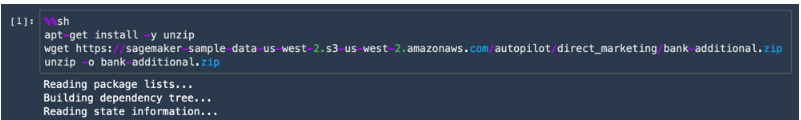 [1]: %%sh
apt-get install -y unzip
wget https://sagemaker-sample-data-us-west-2.s3-us-west-2.amazonaws.com/autopilot/direct_marketing/bank-additional.zip
unzip -o bank-additional.zip
Reading package lists...
Building dependency tree...
Reading state information...